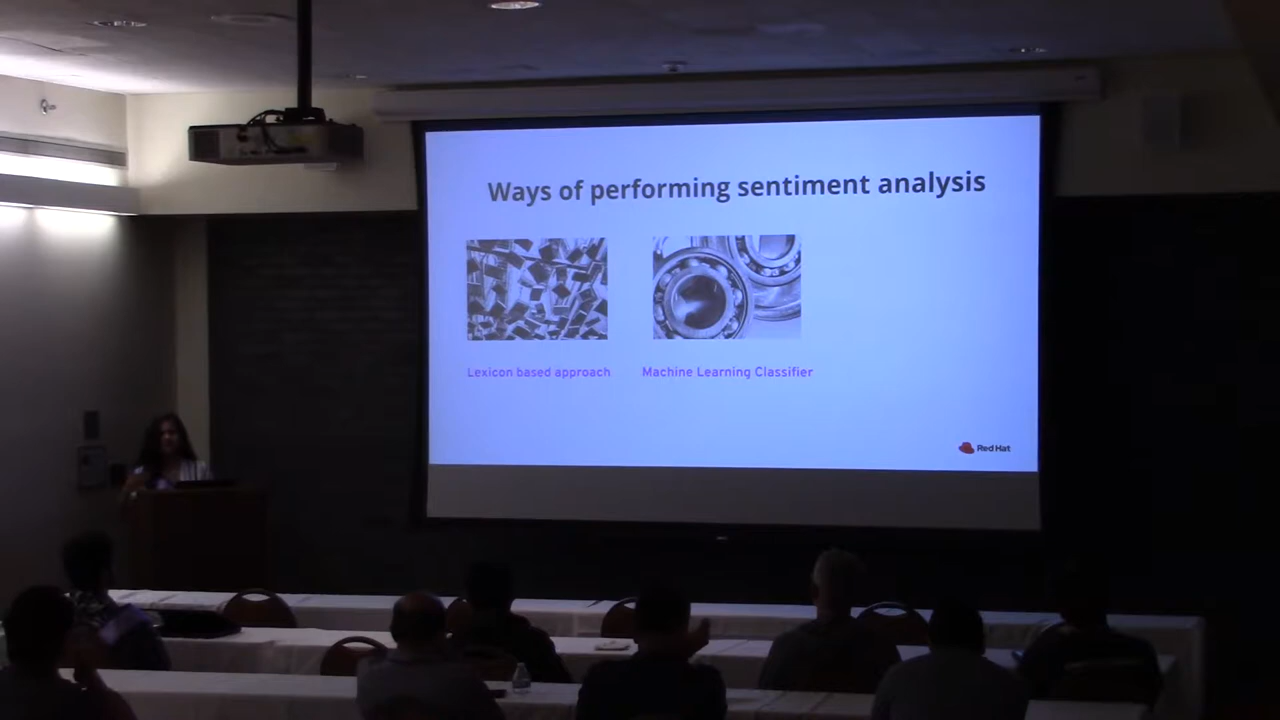 Ways of performing sentiment analysis
Lexicon based approach
Machine Learning Classifier
Red Hat